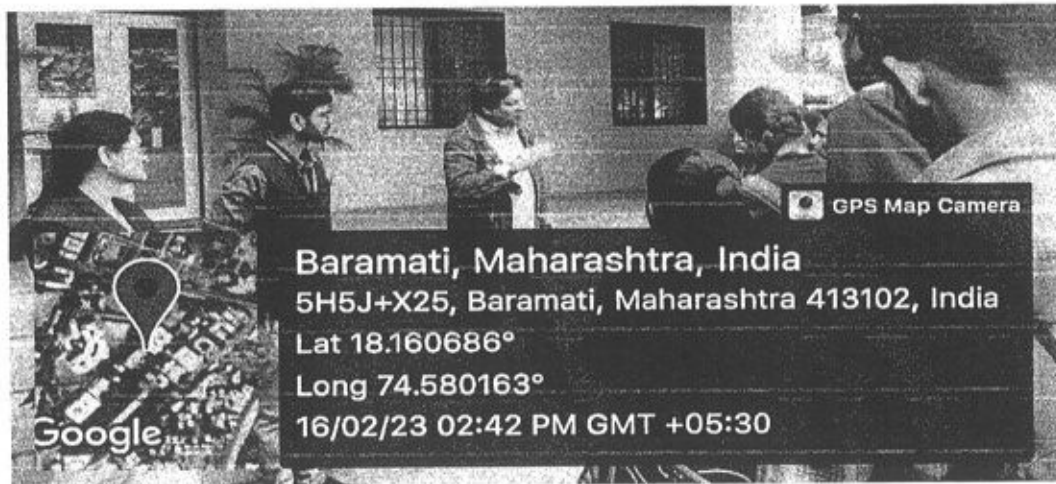 GPS Map Camera
Baramati, Maharashtra, India
5H5J+X25, Baramati, Maharashtra 413102, India
Lat 18.160686°
Long 74.580163°
16/02/23 02:42 PM GMT +05:30
Google